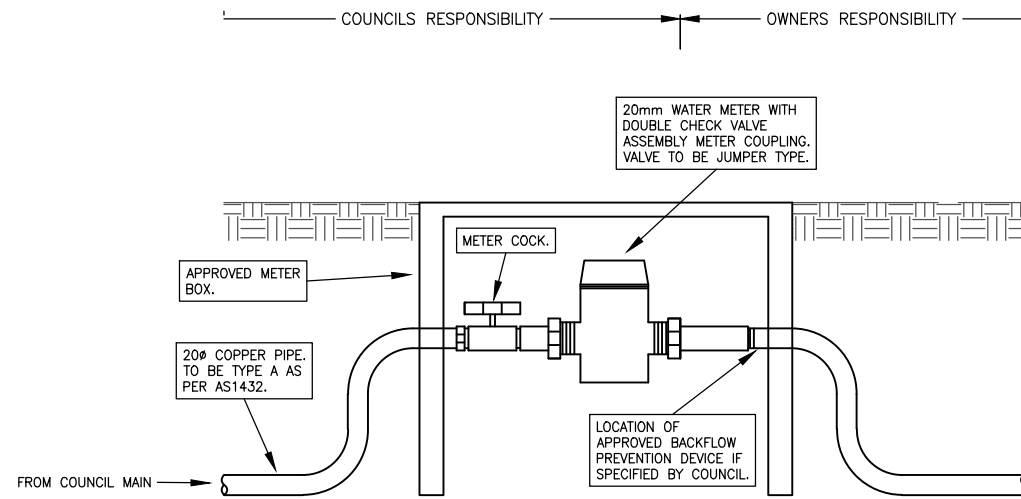 COUNCILS RESPONSIBILITY
OWNERS RESPONSIBILITY
20mm WATER METER WITH
DOUBLE CHECK VALVE
ASSEMBLY METER COUPLING.
VALVE TO BE JUMPER TYPE.
METER COCK.
APPROVED METER
BOX.
20ø COPPER PIPE.
TO BE TYPE A AS
PER AS1432.
LOCATION OF
APPROVED BACKFLOW
PREVENTION DEVICE IF
SPECIFIED BY COUNCIL.
FROM COUNCIL MAIN